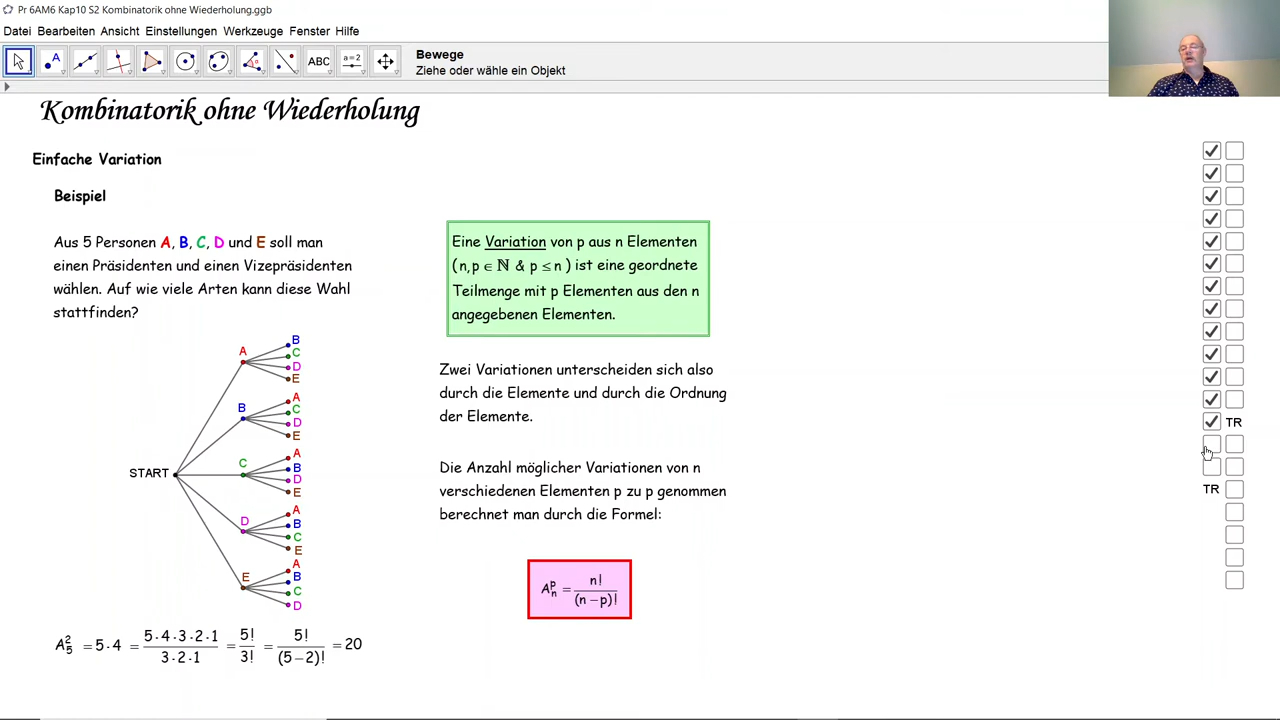 Pr 6AM6 Kap10 S2 Kombinatorik ohne Wiederholung.ggb
Datei Bearbeiten Ansicht Einstellungen Werkzeuge Fenster Hilfe
A
ABC
a=2
Bewege
Ziehe oder wähle ein Objekt
Kombinatorik ohne Wiederholung
Einfache Variation
Beispiel
Aus 5 Personen A, B, C, D und E soll man
einen Präsidenten und einen Vizepräsidenten
wählen. Auf wie viele Arten kann diese Wahl
stattfinden?
START
A
B
C
D
E
B
A
C
D
E
C
A
B
D
E
D
A
B
C
E
E
A
B
C
D
A₅² = 5·4 = (5·4·3·2·1)/(3·2·1) = 5!/3! = 5!/(5−2)! = 20
Eine Variation von p aus n Elementen
(n,p ∈ ℕ & p ≤ n) ist eine geordnete
Teilmenge mit p Elementen aus den n
angegebenen Elementen.
Zwei Variationen unterscheiden sich also
durch die Elemente und durch die Ordnung
der Elemente.
Die Anzahl möglicher Variationen von n
verschiedenen Elementen p zu p genommen
berechnet man durch die Formel:
Aₙᵖ = n!/(n−p)!
TR
TR